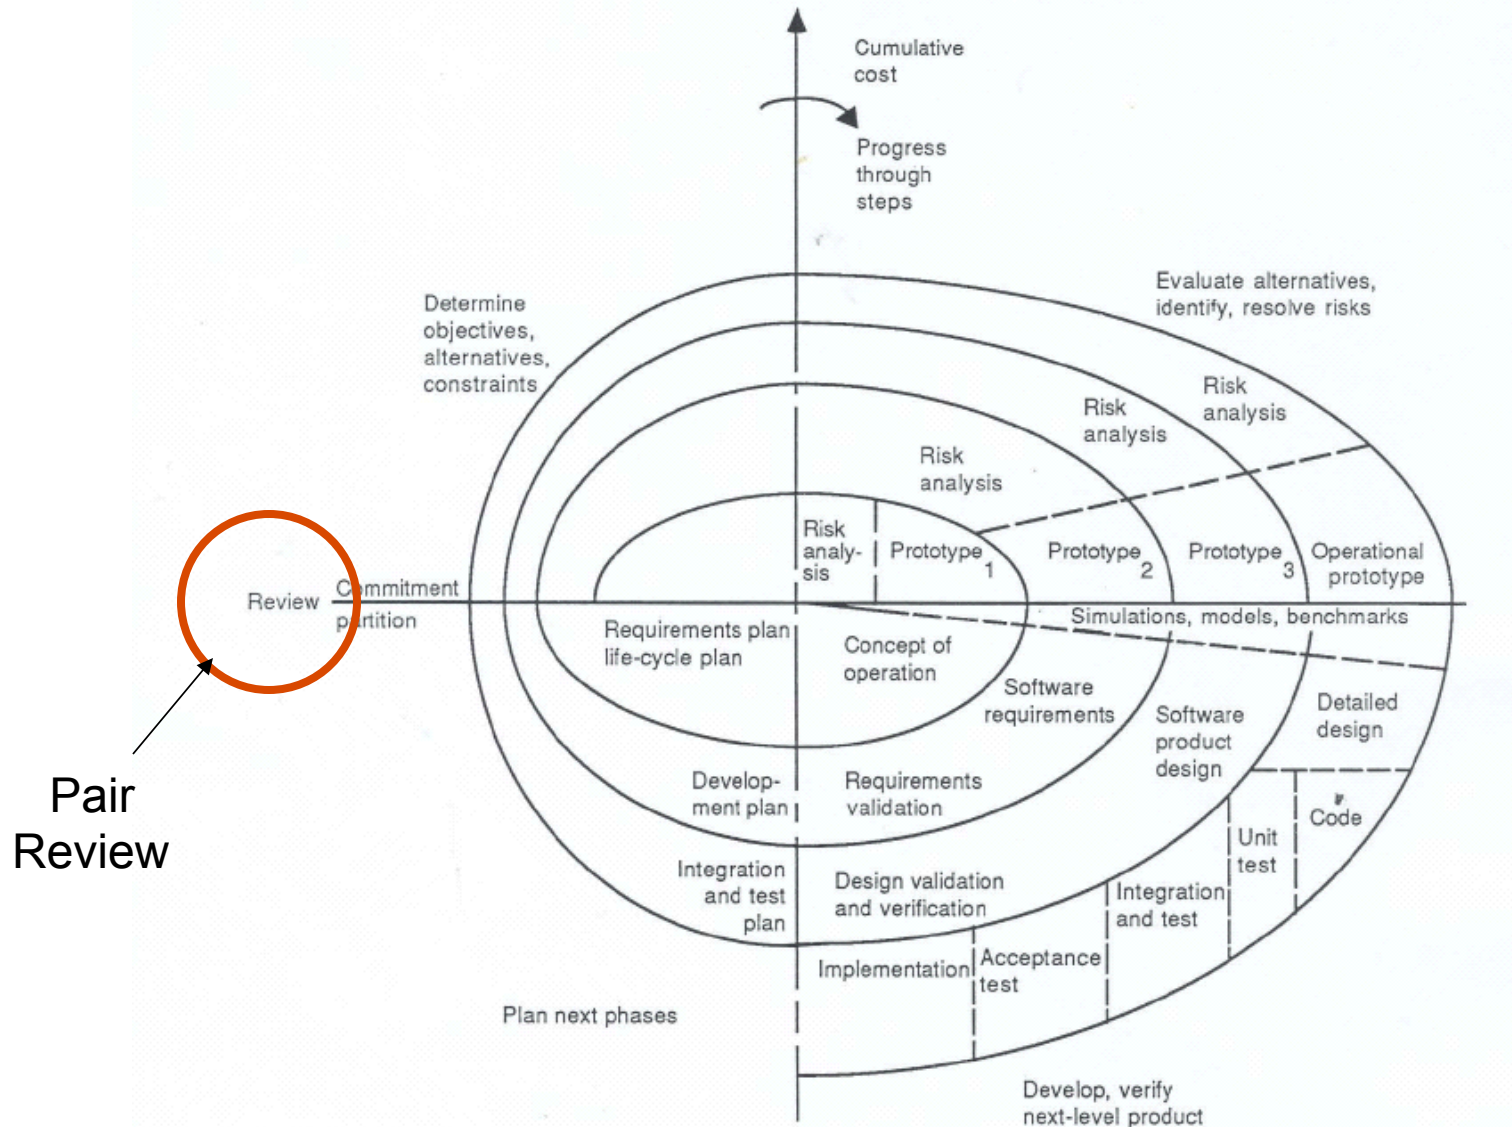 Cumulative
cost
Progress
through
steps
Evaluate alternatives,
identify, resolve risks
Determine
objectives,
alternatives,
constraints
Risk
analysis
Risk
analysis
Risk
analysis
Risk
analy-
sis
Prototype
1
Prototype
2
Prototype
3
Operational
prototype
Review
Commitment
partition
Simulations, models, benchmarks
Requirements plan
life-cycle plan
Concept of
operation
Software
requirements
Software
product
design
Detailed
design
Pair
Review
Develop-
ment plan
Requirements
validation
Code
Unit
test
Integration
and test
plan
Design validation
and verification
Integration
and test
Implementation
Acceptance
test
Plan next phases
Develop, verify
next-level product